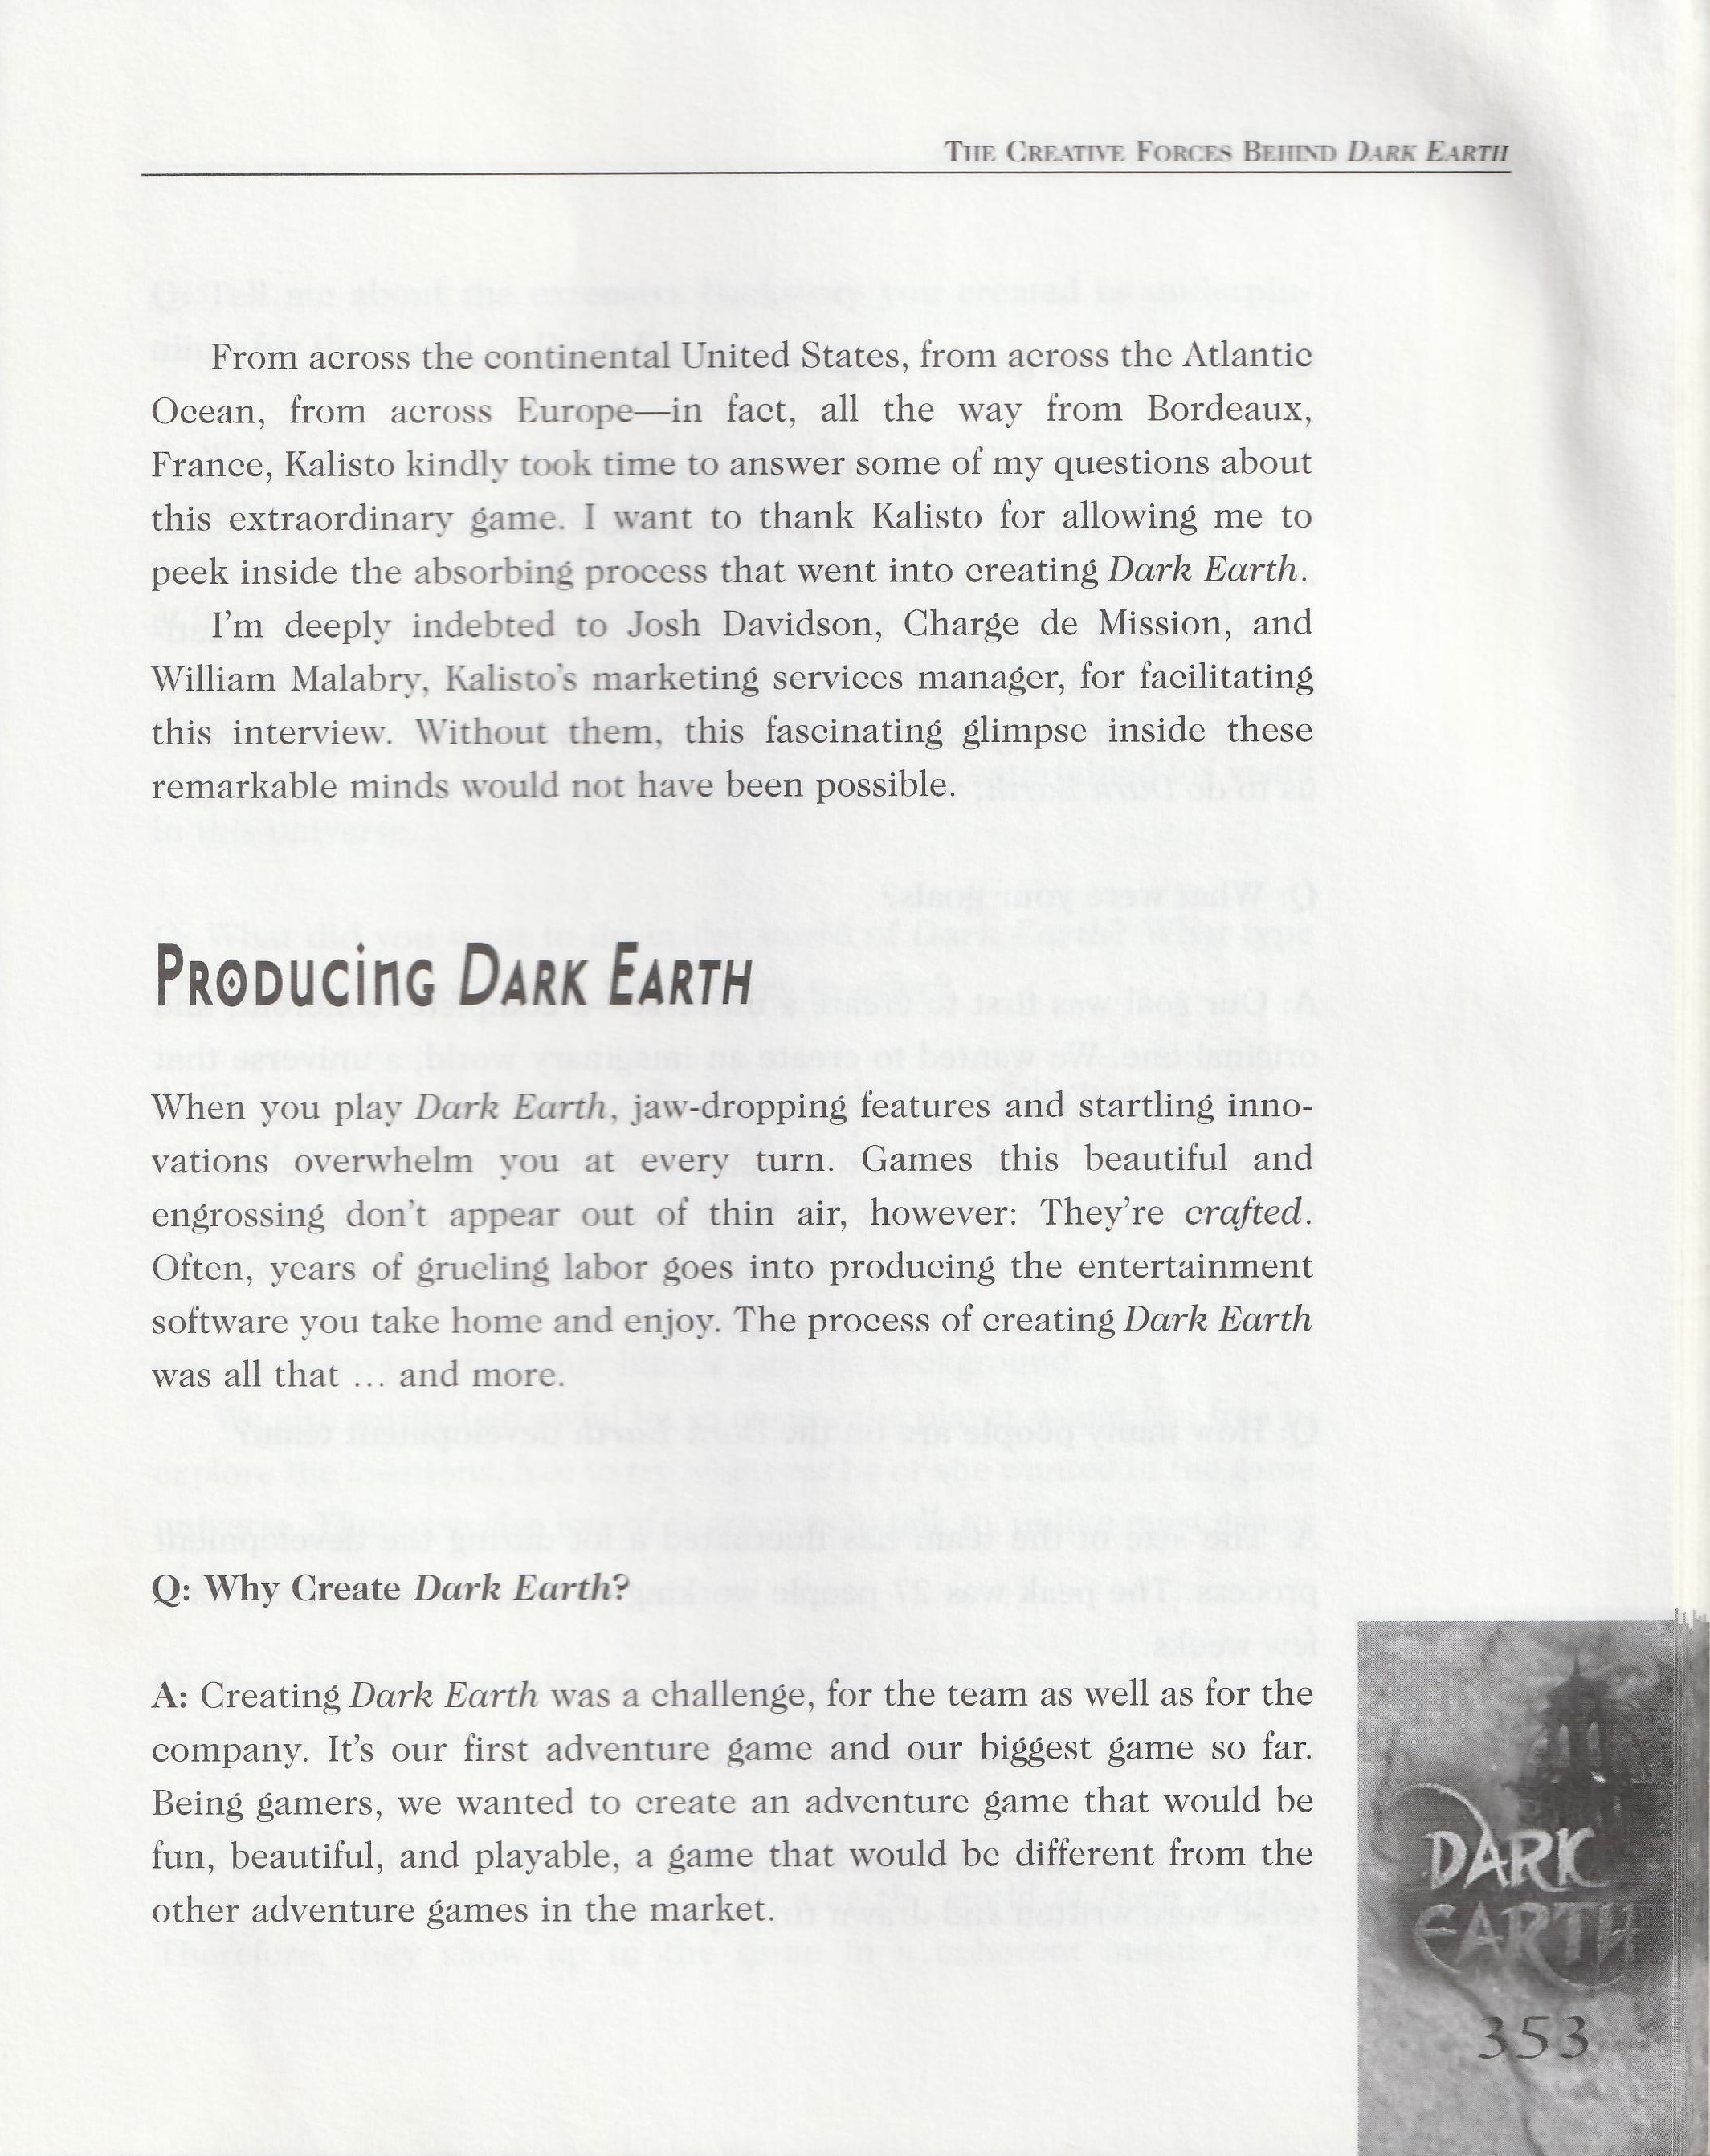 THE CREATIVE FORCES BEHIND DARK EARTH
From across the continental United States, from across the Atlantic
Ocean, from across Europe—in fact, all the way from Bordeaux,
France, Kalisto kindly took time to answer some of my questions about
this extraordinary game. I want to thank Kalisto for allowing me to
peek inside the absorbing process that went into creating Dark Earth.
I'm deeply indebted to Josh Davidson, Charge de Mission, and
William Malabry, Kalisto's marketing services manager, for facilitating
this interview. Without them, this fascinating glimpse inside these
remarkable minds would not have been possible.
PRODUCING DARK EARTH
When you play Dark Earth, jaw-dropping features and startling inno-
vations overwhelm you at every turn. Games this beautiful and
engrossing don't appear out of thin air, however: They're crafted.
Often, years of grueling labor goes into producing the entertainment
software you take home and enjoy. The process of creating Dark Earth
was all that ... and more.
Q: Why Create Dark Earth?
A: Creating Dark Earth was a challenge, for the team as well as for the
company. It's our first adventure game and our biggest game so far.
Being gamers, we wanted to create an adventure game that would be
fun, beautiful, and playable, a game that would be different from the
other adventure games in the market.
DARK
EARTH
353